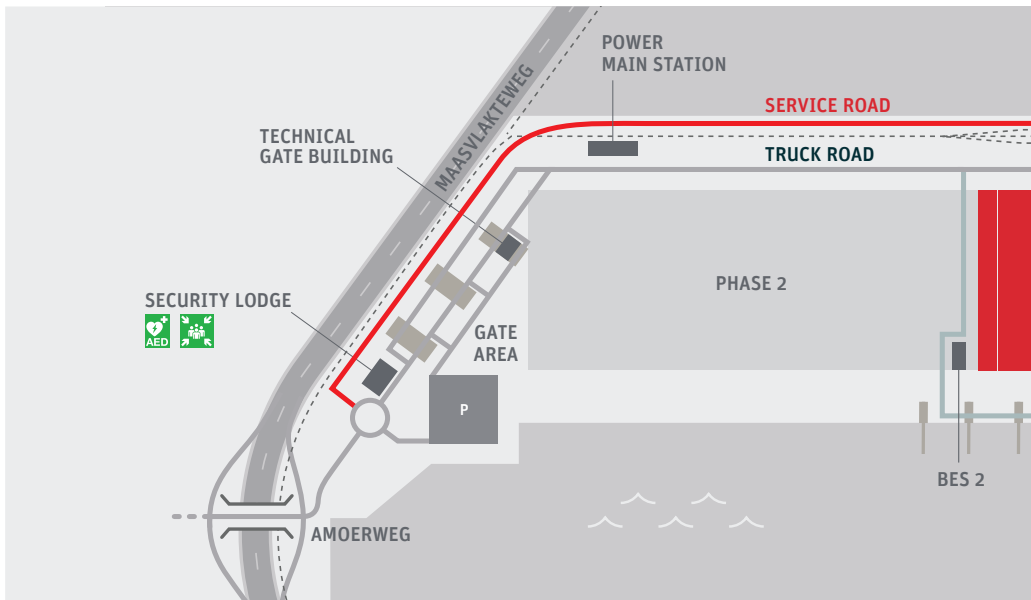 POWER
MAIN STATION
MAASVLAKTEWEG
SERVICE ROAD
TECHNICAL
GATE BUILDING
TRUCK ROAD
PHASE 2
SECURITY LODGE
AED
GATE
AREA
P
BES 2
AMOERWEG